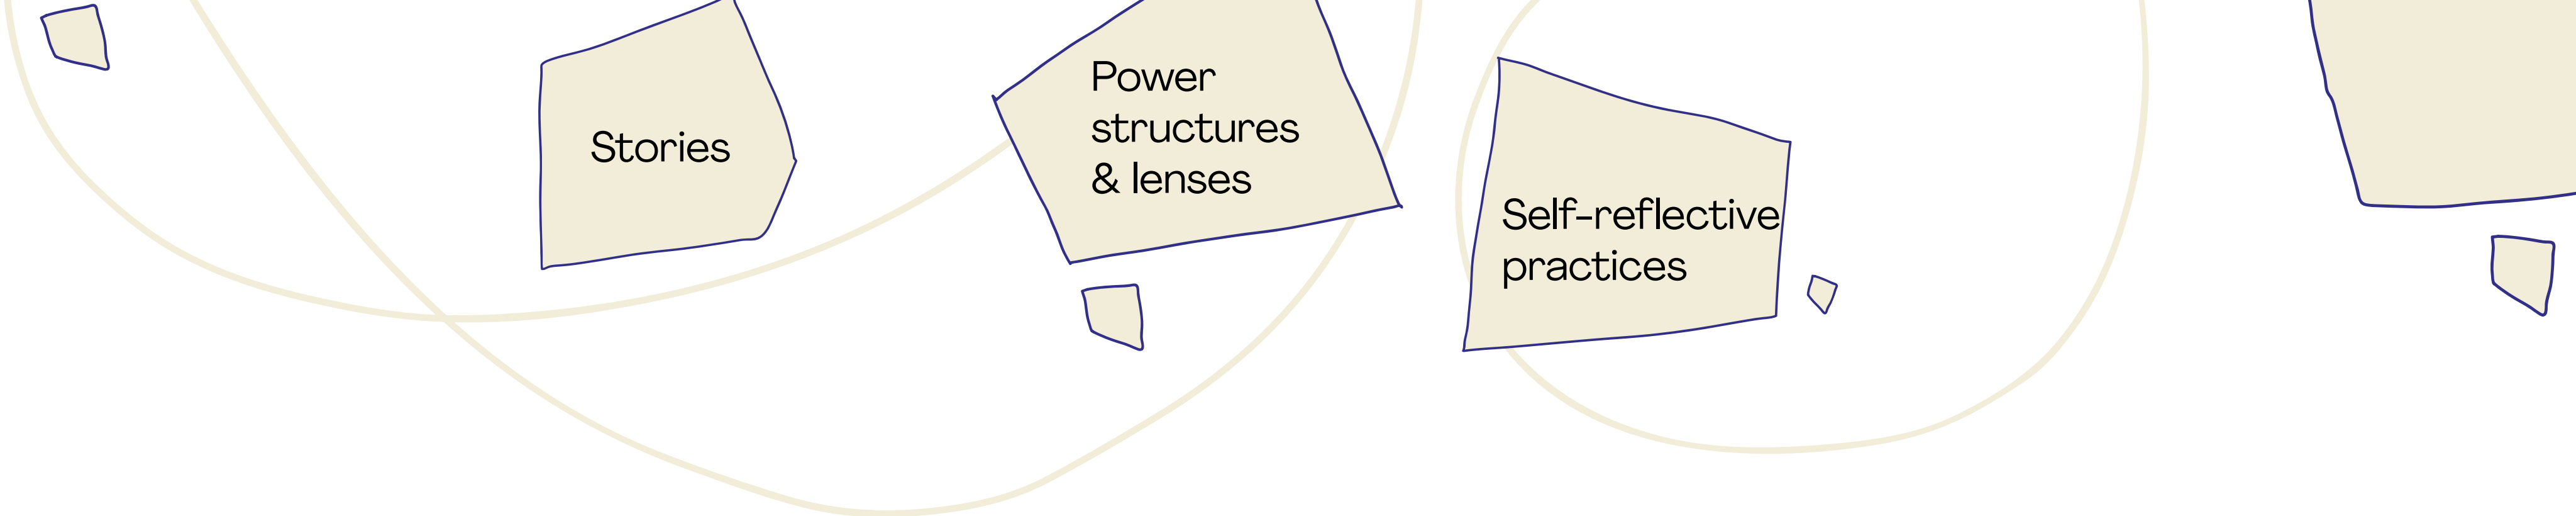 Stories
Power
structures
& lenses
Self-reflective
practices